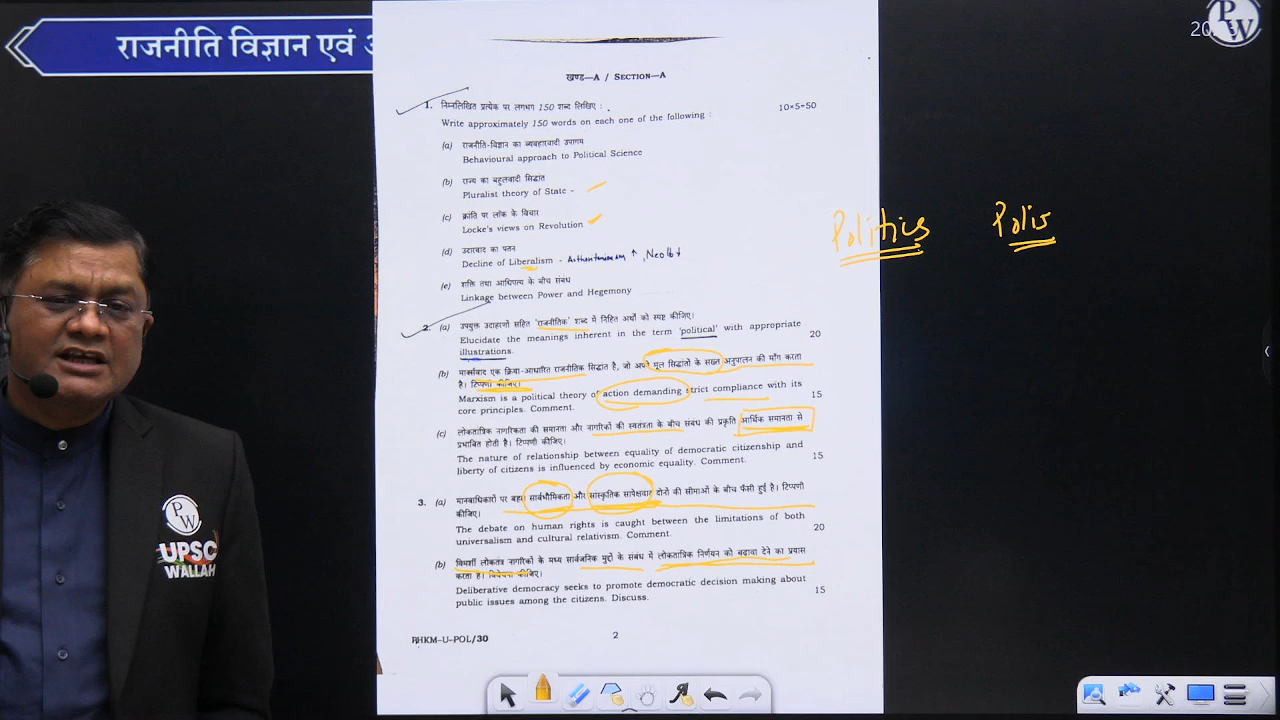 राजनीति विज्ञान एवं
20
PW
खण्ड—A / SECTION—A
1. निम्नलिखित प्रत्येक पर लगभग 150 शब्द लिखिए :
10×5=50
Write approximately 150 words on each one of the following :
(a) राजनीति-विज्ञान का व्यवहारवादी उपागम
Behavioural approach to Political Science
(b) राज्य का बहुलवादी सिद्धांत
Pluralist theory of State -
(c) क्रांति पर लॉक के विचार
Locke's views on Revolution
(d) उदारवाद का पतन
Decline of Liberalism - ↑, Neolib ↓
(e) शक्ति तथा आधिपत्य के बीच संबंध
Linkage between Power and Hegemony
Politics Polis
2. (a) उपयुक्त उदाहरणों सहित 'राजनीतिक' शब्द में निहित अर्थों को स्पष्ट कीजिए।
Elucidate the meanings inherent in the term 'political' with appropriate
illustrations.
20
(b) मार्क्सवाद एक क्रिया-आधारित राजनीतिक सिद्धांत है, जो अपने मूल सिद्धांतों के सख्त अनुपालन की माँग करता
है। टिप्पणी कीजिए।
Marxism is a political theory of action demanding strict compliance with its
core principles. Comment.
15
(c) लोकतांत्रिक नागरिकता की समानता और नागरिकों की स्वतंत्रता के बीच संबंध की प्रकृति आर्थिक समानता से
प्रभावित होती है। टिप्पणी कीजिए।
The nature of relationship between equality of democratic citizenship and
liberty of citizens is influenced by economic equality. Comment.
15
3. (a) मानवाधिकारों पर बहस सार्वभौमिकता और सांस्कृतिक सापेक्षवाद दोनों की सीमाओं के बीच फँसी हुई है। टिप्पणी
कीजिए।
The debate on human rights is caught between the limitations of both
universalism and cultural relativism. Comment.
20
(b) विमर्शी लोकतंत्र नागरिकों के मध्य सार्वजनिक मुद्दों के संबंध में लोकतांत्रिक निर्णयन को बढ़ावा देने का प्रयास
करता है। विवेचना कीजिए।
Deliberative democracy seeks to promote democratic decision making about
public issues among the citizens. Discuss.
15
RHKM-U-POL/30
2
PW
UPSC
WALLAH